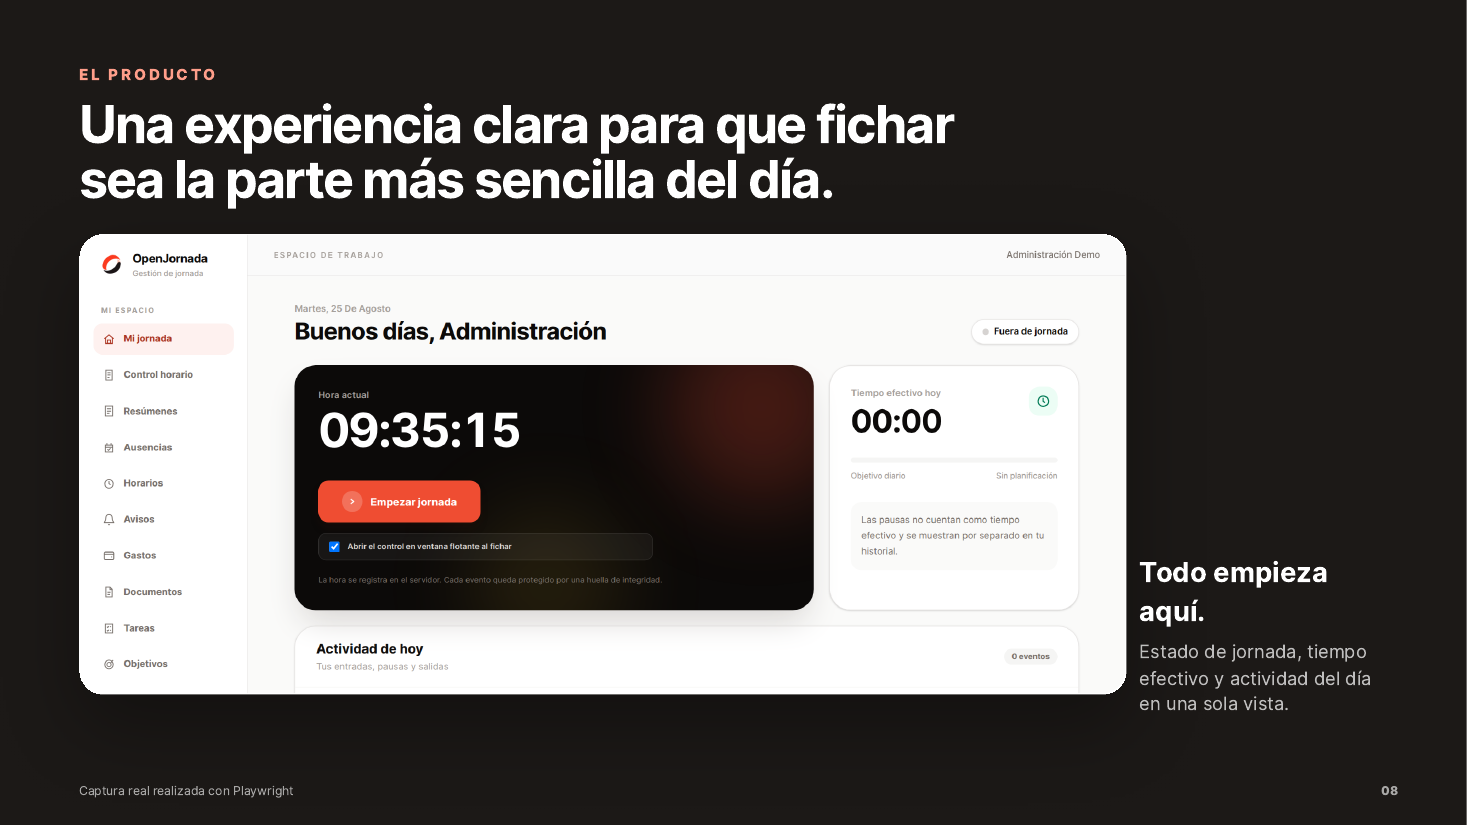 EL PRODUCTO
Una experiencia clara para que fichar
sea la parte más sencilla del día.
OpenJornada
Gestión de jornada
MI ESPACIO
Mi jornada
Control horario
Resúmenes
Ausencias
Horarios
Avisos
Gastos
Documentos
Tareas
Objetivos
ESPACIO DE TRABAJO
Administración Demo
Martes, 25 De Agosto
Buenos días, Administración
Fuera de jornada
Hora actual
09:35:15
Empezar jornada
Abrir el control en ventana flotante al fichar
La hora se registra en el servidor. Cada evento queda protegido por una huella de integridad.
Tiempo efectivo hoy
00:00
Objetivo diario
Sin planificación
Las pausas no cuentan como tiempo
efectivo y se muestran por separado en tu
historial.
Actividad de hoy
Tus entradas, pausas y salidas
0 eventos
Todo empieza
aquí.
Estado de jornada, tiempo
efectivo y actividad del día
en una sola vista.
Captura real realizada con Playwright
08